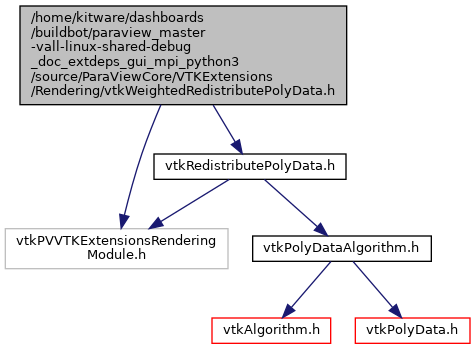 /home/kitware/dashboards
/buildbot/paraview_master
-vall-linux-shared-debug
_doc_extdeps_gui_mpi_python3
/source/ParaViewCore/VTKExtensions
/Rendering/vtkWeightedRedistributePolyData.h
vtkRedistributePolyData.h
vtkPVVTKExtensionsRendering
Module.h
vtkPolyDataAlgorithm.h
vtkAlgorithm.h
vtkPolyData.h